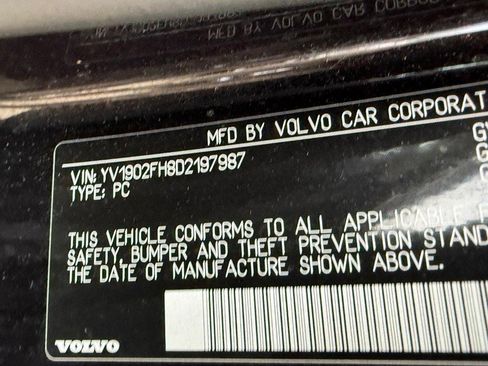 MFD BY VOLVO CAR CORPORAT
VIN: YV1902FH8D2197987
TYPE: PC
THIS VEHICLE CONFORMS TO ALL APPLICABLE F
SAFETY, BUMPER AND THEFT PREVENTION STAND
THE DATE OF MANUFACTURE SHOWN ABOVE.
VOLVO